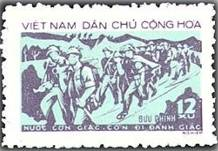 VIỆT NAM DÂN CHỦ CỘNG HÒA
BƯU CHÍNH
12 XU
NƯỚC CÒN GIẶC, CÒN ĐI ĐÁNH GIẶC